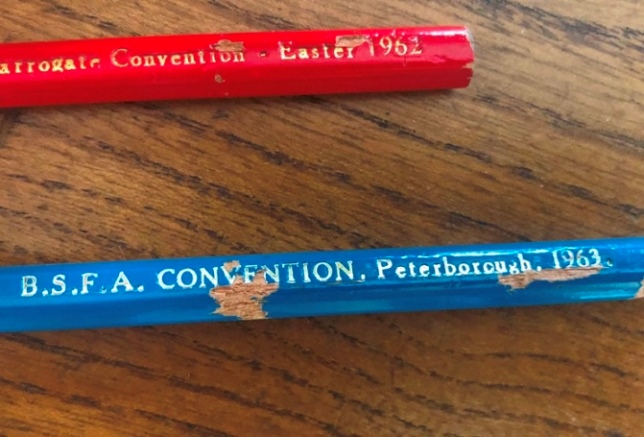 arrogate Convention - Easter 1962
B.S.F.A. CONVENTION, Peterborough, 1963.